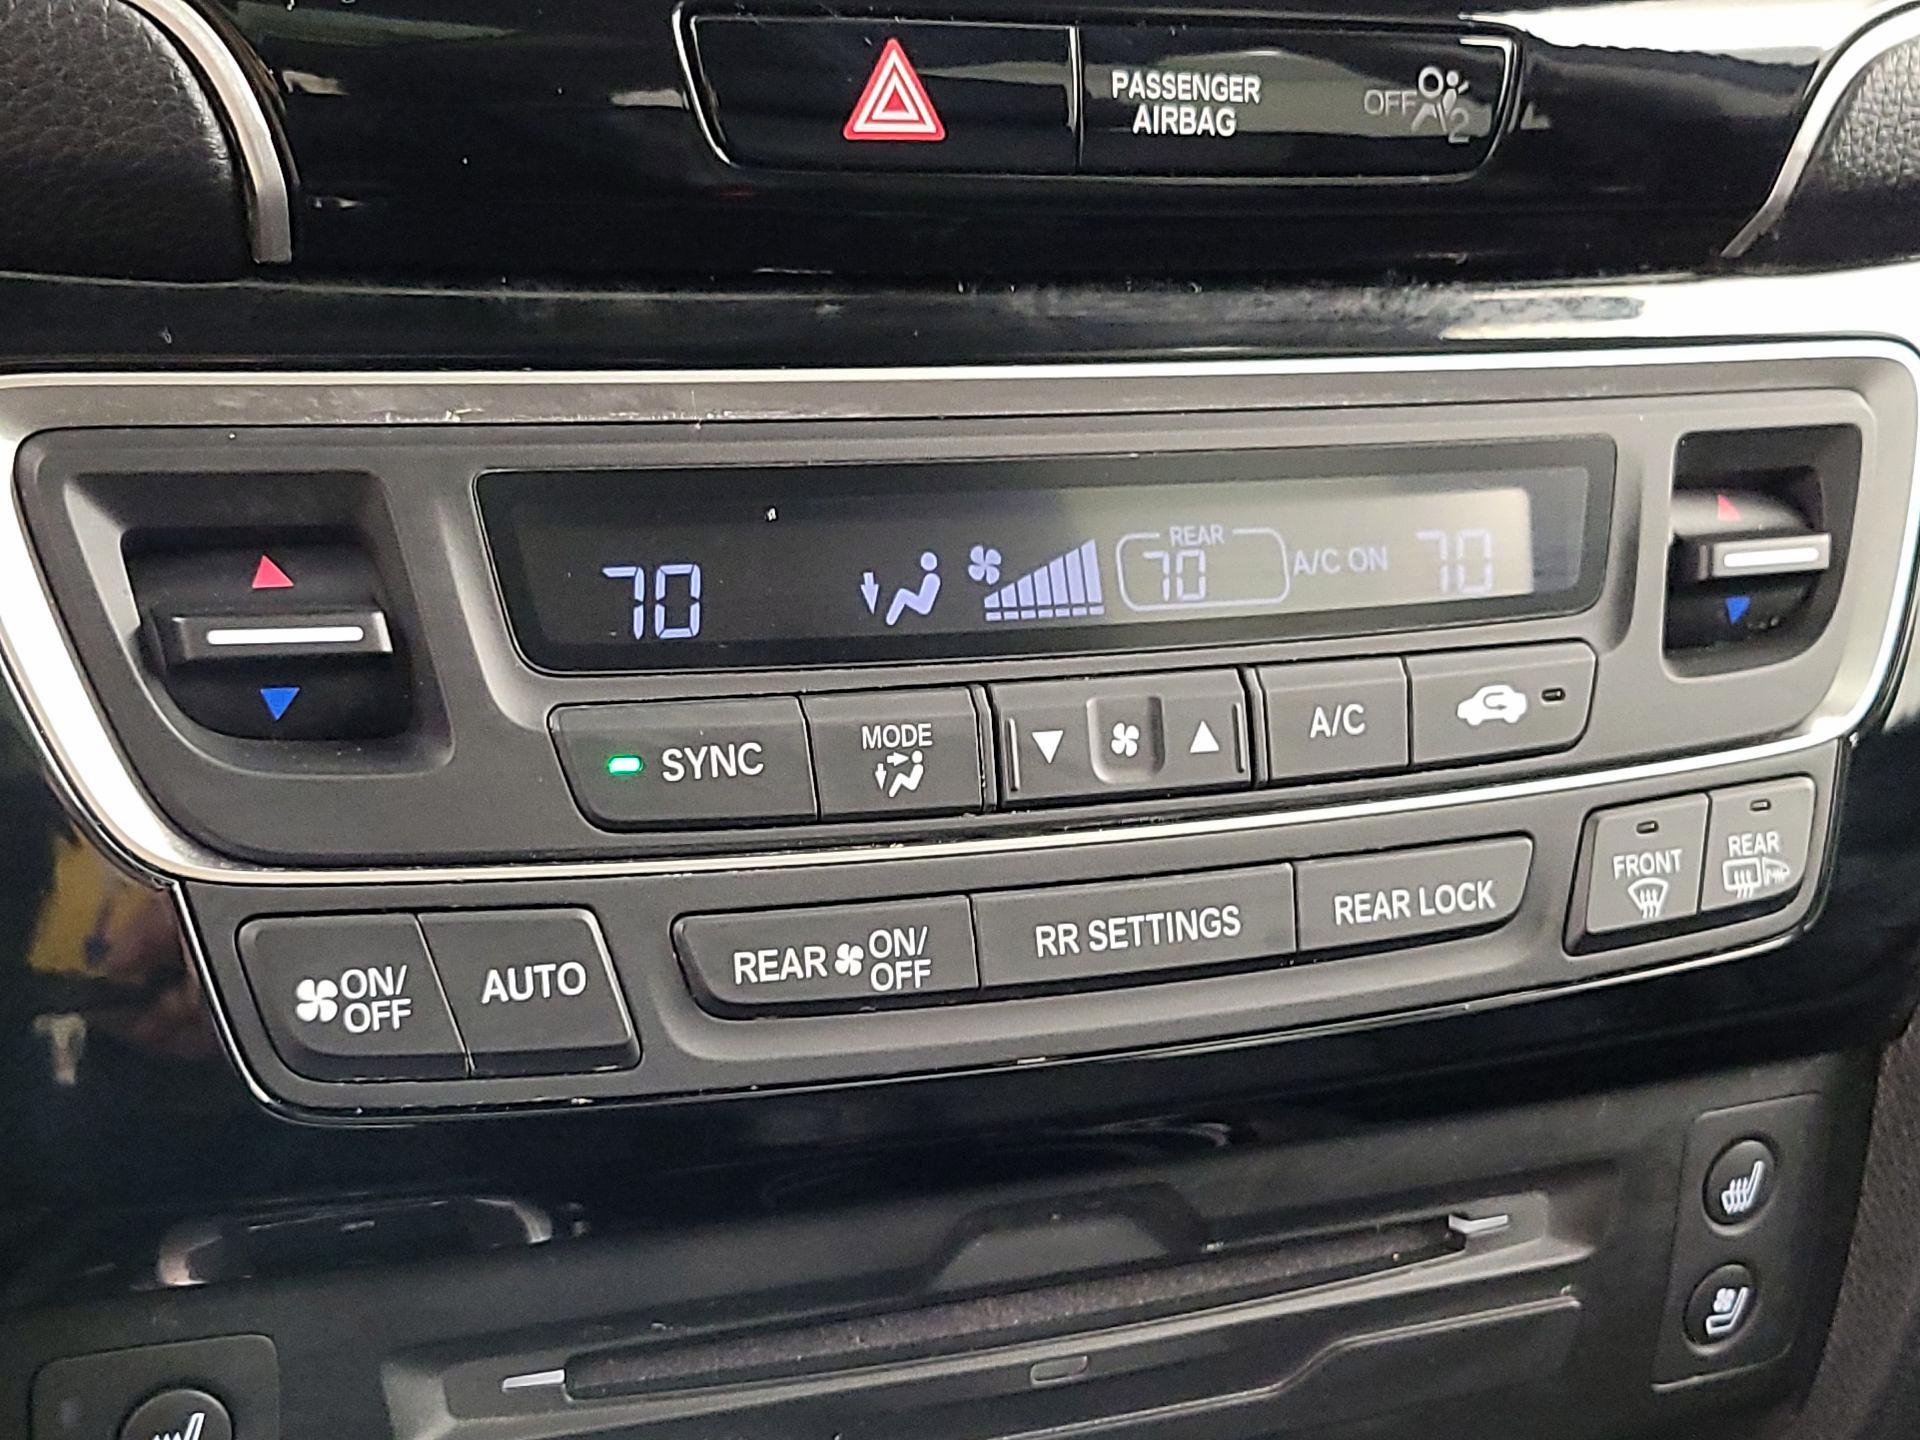 PASSENGER
AIRBAG
OFF
2
70
REAR
70
A/C ON
70
SYNC
MODE
A/C
ON/
OFF
AUTO
REAR ON/
OFF
RR SETTINGS
REAR LOCK
FRONT
REAR